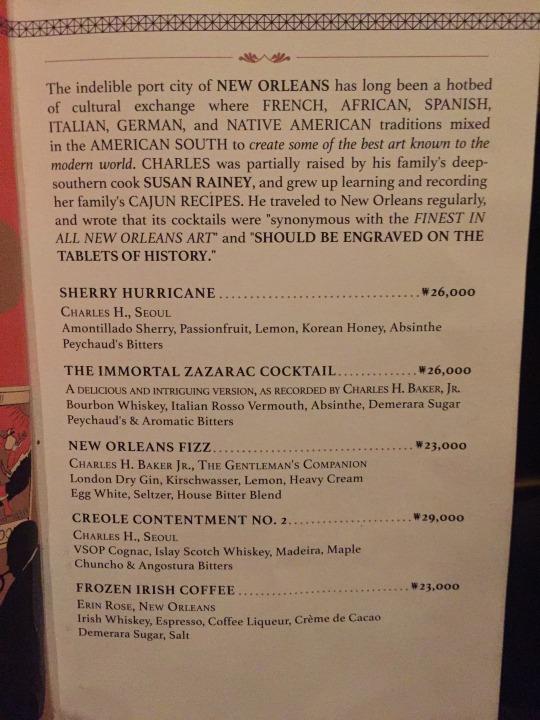 The indelible port city of NEW ORLEANS has long been a hotbed
of cultural exchange where FRENCH, AFRICAN, SPANISH,
ITALIAN, GERMAN, and NATIVE AMERICAN traditions mixed
in the AMERICAN SOUTH to create some of the best art known to the
modern world. CHARLES was partially raised by his family's deep-
southern cook SUSAN RAINEY, and grew up learning and recording
her family's CAJUN RECIPES. He traveled to New Orleans regularly,
and wrote that its cocktails were "synonymous with the FINEST IN
ALL NEW ORLEANS ART" and "SHOULD BE ENGRAVED ON THE
TABLETS OF HISTORY."
SHERRY HURRICANE ₩26,000
CHARLES H., SEOUL
Amontillado Sherry, Passionfruit, Lemon, Korean Honey, Absinthe
Peychaud's Bitters
THE IMMORTAL ZAZARAC COCKTAIL ₩26,000
A DELICIOUS AND INTRIGUING VERSION, AS RECORDED BY CHARLES H. BAKER, JR.
Bourbon Whiskey, Italian Rosso Vermouth, Absinthe, Demerara Sugar
Peychaud's & Aromatic Bitters
NEW ORLEANS FIZZ ₩23,000
CHARLES H. BAKER JR., THE GENTLEMAN'S COMPANION
London Dry Gin, Kirschwasser, Lemon, Heavy Cream
Egg White, Seltzer, House Bitter Blend
CREOLE CONTENTMENT NO. 2 ₩29,000
CHARLES H., SEOUL
VSOP Cognac, Islay Scotch Whiskey, Madeira, Maple
Chuncho & Angostura Bitters
FROZEN IRISH COFFEE ₩23,000
ERIN ROSE, NEW ORLEANS
Irish Whiskey, Espresso, Coffee Liqueur, Crème de Cacao
Demerara Sugar, Salt